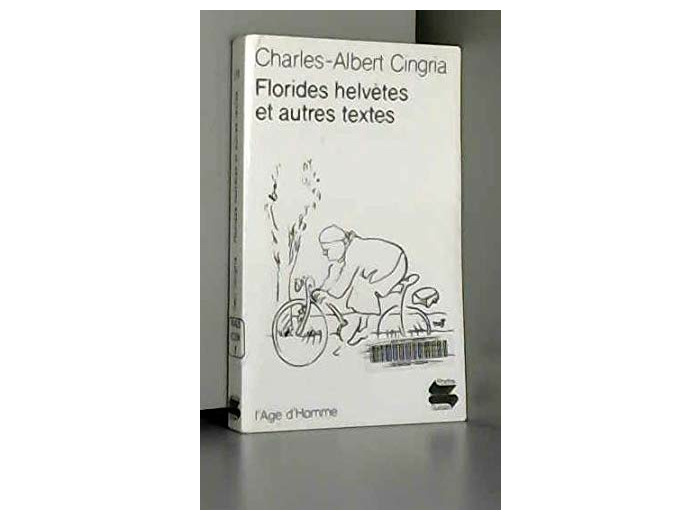 Charles-Albert Cingria
Florides helvètes
et autres textes
l'Age d'Homme